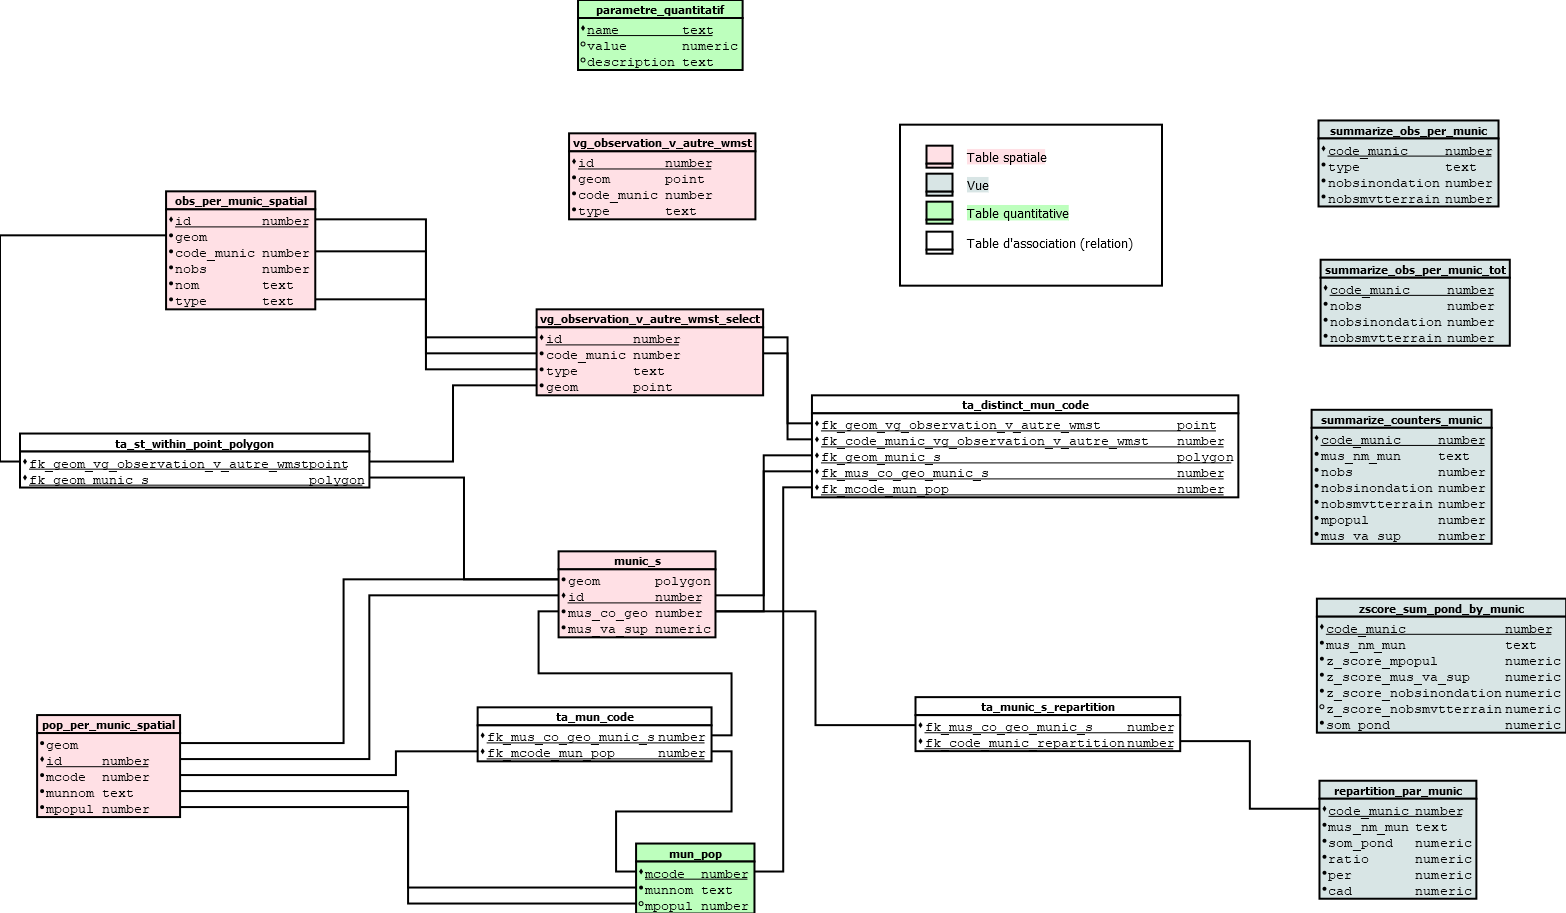 parametre_quantitatif
name text
value numeric
description text
vg_observation_v_autre_wmst
id number
geom point
code_munic number
type text
Table spatiale
Vue
Table quantitative
Table d'association (relation)
summarize_obs_per_munic
code_munic number
type text
nobsinondation number
nobsmvtterrain number
obs_per_munic_spatial
id number
geom
code_munic number
nobs number
nom text
type text
summarize_obs_per_munic_tot
code_munic number
nobs number
nobsinondation number
nobsmvtterrain number
vg_observation_v_autre_wmst_select
id number
code_munic number
type text
geom point
ta_distinct_mun_code
fk_geom_vg_observation_v_autre_wmst point
fk_code_munic_vg_observation_v_autre_wmst number
fk_geom_munic_s polygon
fk_mus_co_geo_munic_s number
fk_mcode_mun_pop number
summarize_counters_munic
code_munic number
mus_nm_mun text
nobs number
nobsinondation number
nobsmvtterrain number
mpopul number
mus_va_sup number
ta_st_within_point_polygon
fk_geom_vg_observation_v_autre_wmst point
fk_geom_munic_s polygon
munic_s
geom polygon
id number
mus_co_geo number
mus_va_sup numeric
zscore_sum_pond_by_munic
code_munic number
mus_nm_mun text
z_score_mpopul numeric
z_score_mus_va_sup numeric
z_score_nobsinondation numeric
z_score_nobsmvtterrain numeric
som_pond numeric
pop_per_munic_spatial
geom
id number
mcode number
munnom text
mpopul number
ta_mun_code
fk_mus_co_geo_munic_s number
fk_mcode_mun_pop number
ta_munic_s_repartition
fk_mus_co_geo_munic_s number
fk_code_munic_repartition number
repartition_par_munic
code_munic number
mus_nm_mun text
som_pond numeric
ratio numeric
per numeric
cad numeric
mun_pop
mcode number
munnom text
mpopul number